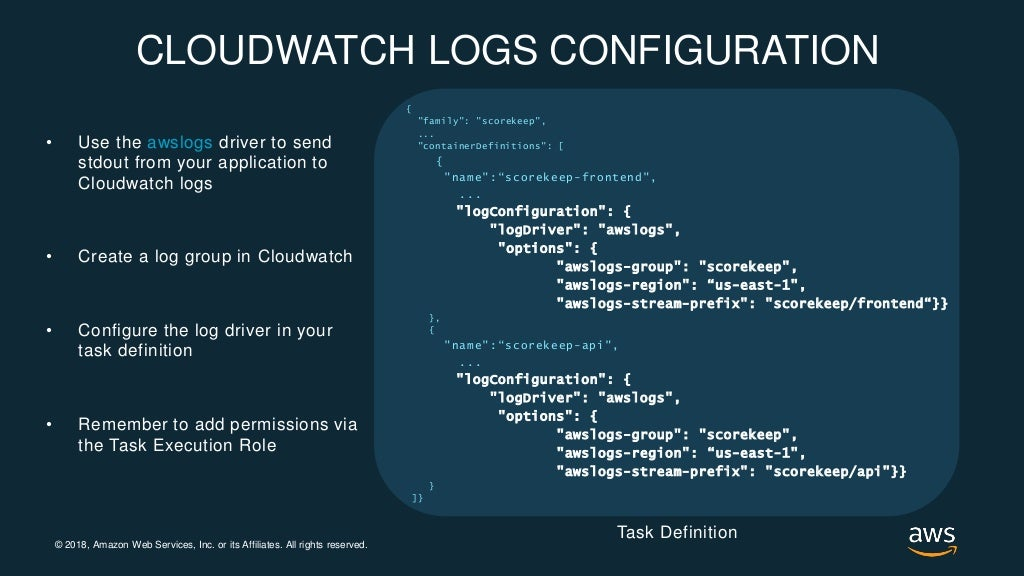 CLOUDWATCH LOGS CONFIGURATION
• Use the awslogs driver to send
stdout from your application to
Cloudwatch logs
• Create a log group in Cloudwatch
• Configure the log driver in your
task definition
• Remember to add permissions via
the Task Execution Role
{
"family": "scorekeep",
...
"containerDefinitions": [
{
"name":“scorekeep-frontend",
...
"logConfiguration": {
"logDriver": "awslogs",
"options": {
"awslogs-group": "scorekeep",
"awslogs-region": “us-east-1",
"awslogs-stream-prefix": "scorekeep/frontend“}}
},
{
"name":“scorekeep-api",
...
"logConfiguration": {
"logDriver": "awslogs",
"options": {
"awslogs-group": "scorekeep",
"awslogs-region": “us-east-1",
"awslogs-stream-prefix": "scorekeep/api"}}
}
]}
Task Definition
© 2018, Amazon Web Services, Inc. or its Affiliates. All rights reserved.
aws